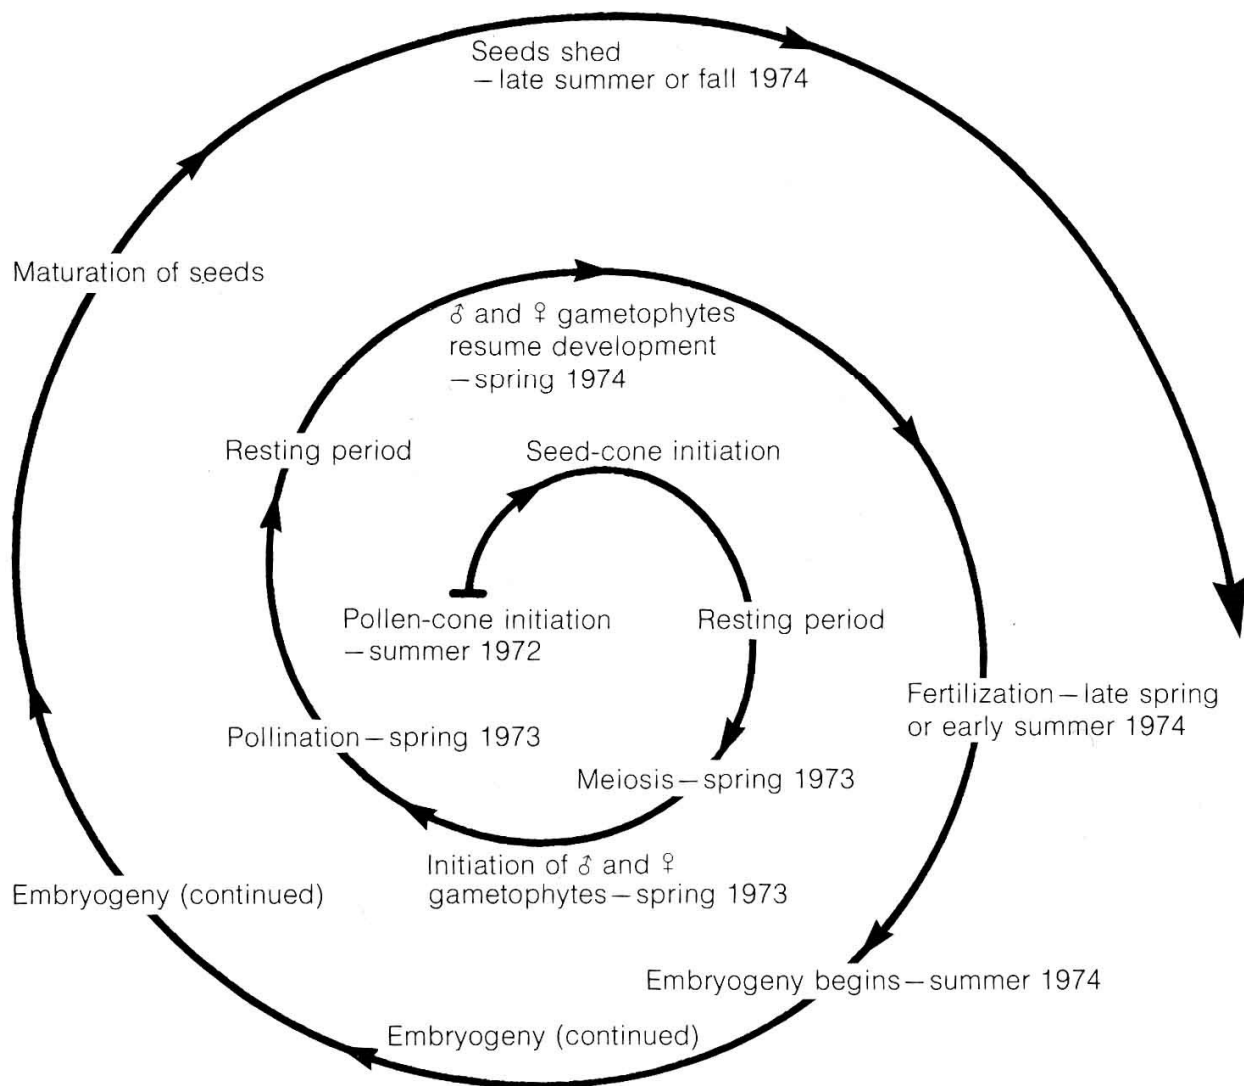 Seeds shed
—late summer or fall 1974
Maturation of seeds
♂ and ♀ gametophytes
resume development
—spring 1974
Resting period
Seed-cone initiation
Pollen-cone initiation
—summer 1972
Resting period
Fertilization—late spring
or early summer 1974
Pollination—spring 1973
Meiosis—spring 1973
Initiation of ♂ and ♀
gametophytes—spring 1973
Embryogeny (continued)
Embryogeny begins—summer 1974
Embryogeny (continued)